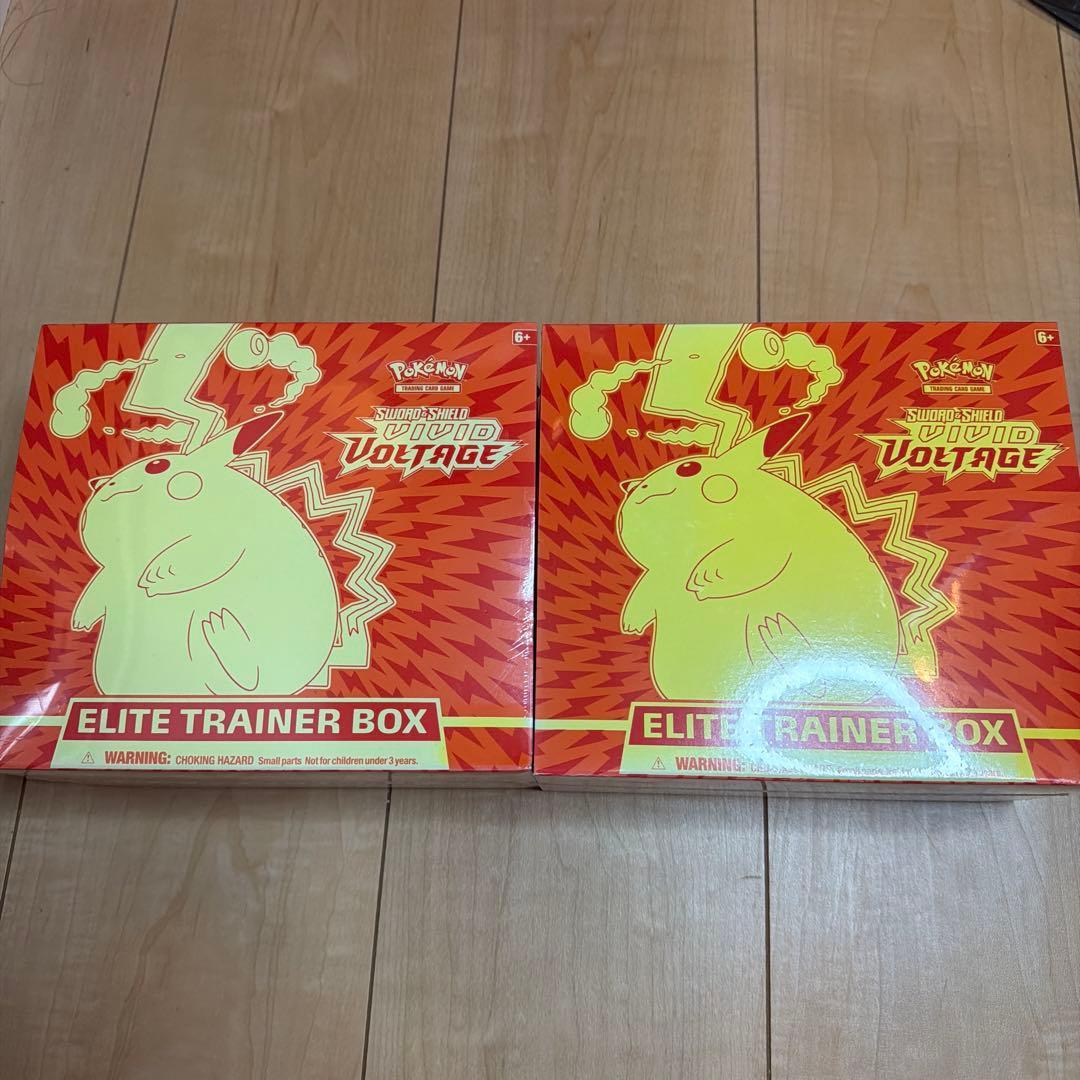 6+
POKÉMON
TRADING CARD GAME
SWORD & SHIELD
VIVID
VOLTAGE
ELITE TRAINER BOX
WARNING: CHOKING HAZARD Small parts Not for children under 3 years.
6+
POKÉMON
TRADING CARD GAME
SWORD & SHIELD
VIVID
VOLTAGE
ELITE TRAINER BOX
WARNING: